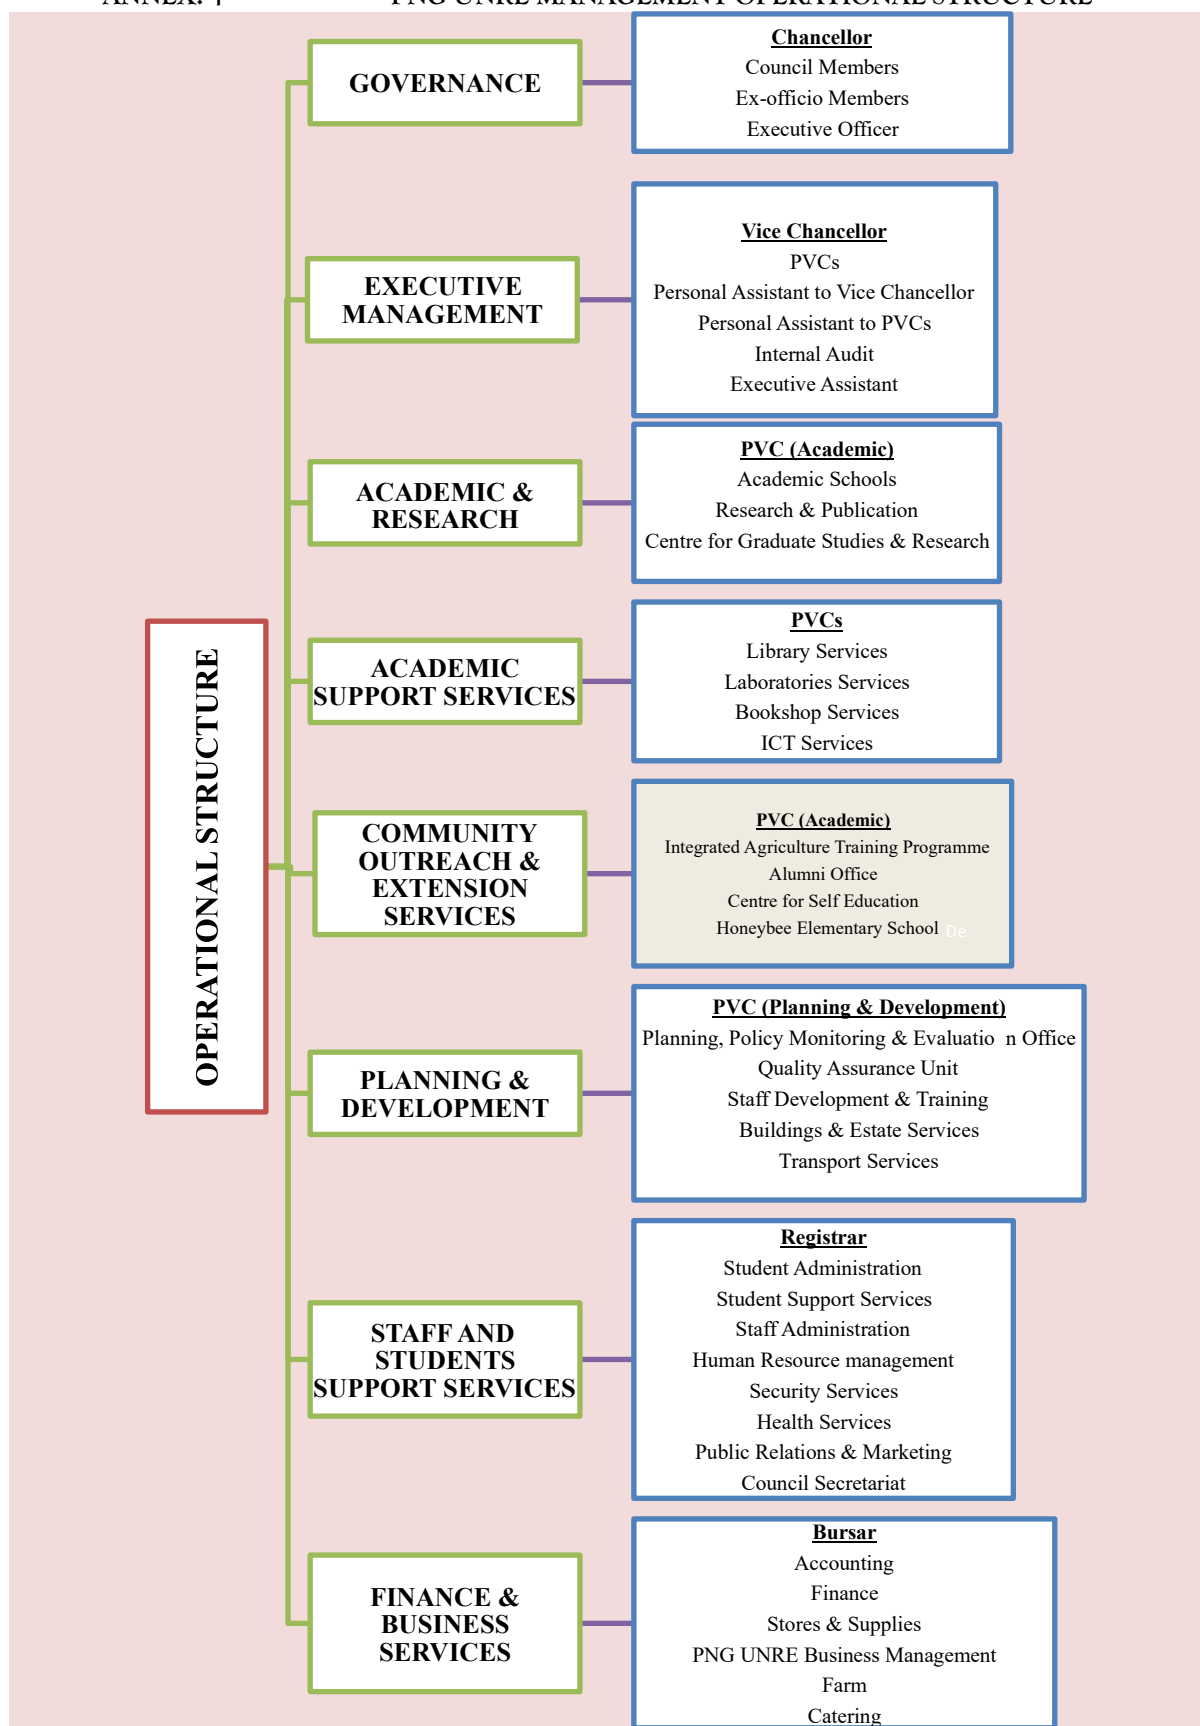 PNG UNRE MANAGEMENT OPERATIONAL STRUCTURE
GOVERNANCE
Chancellor
Council Members
Ex-officio Members
Executive Officer
EXECUTIVE
MANAGEMENT
Vice Chancellor
PVCs
Personal Assistant to Vice Chancellor
Personal Assistant to PVCs
Internal Audit
Executive Assistant
ACADEMIC &
RESEARCH
PVC (Academic)
Academic Schools
Research & Publication
Centre for Graduate Studies & Research
OPERATIONAL STRUCTURE
ACADEMIC
SUPPORT SERVICES
PVCs
Library Services
Laboratories Services
Bookshop Services
ICT Services
COMMUNITY
OUTREACH &
EXTENSION
SERVICES
PVC (Academic)
Integrated Agriculture Training Programme
Alumni Office
Centre for Self Education
Honeybee Elementary School De
PLANNING &
DEVELOPMENT
PVC (Planning & Development)
Planning, Policy Monitoring & Evaluatio n Office
Quality Assurance Unit
Staff Development & Training
Buildings & Estate Services
Transport Services
STAFF AND
STUDENTS
SUPPORT SERVICES
Registrar
Student Administration
Student Support Services
Staff Administration
Human Resource management
Security Services
Health Services
Public Relations & Marketing
Council Secretariat
FINANCE &
BUSINESS
SERVICES
Bursar
Accounting
Finance
Stores & Supplies
PNG UNRE Business Management
Farm
Catering